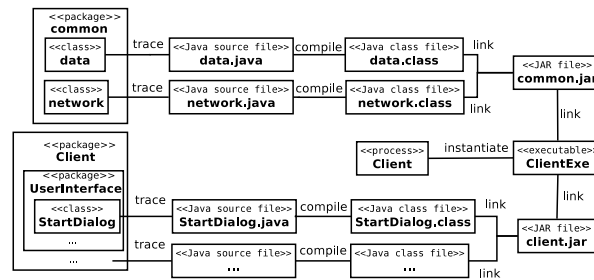 <<package>>
common
<<class>>
data
trace
<<Java source file>>
data.java
compile
<<Java class file>>
data.class
link
<<JAR file>>
common.jar
<<class>>
network
trace
<<Java source file>>
network.java
compile
<<Java class file>>
network.class
link
link
<<package>>
Client
<<process>>
Client
instantiate
<<executable>>
ClientExe
<<package>>
UserInterface
link
<<class>>
StartDialog
trace
<<Java source file>>
StartDialog.java
compile
<<Java class file>>
StartDialog,class
link
<<JAR file>>
client.jar
...
...
trace
<<Java source file>>
...
compile
<<Java class file>>
...
link